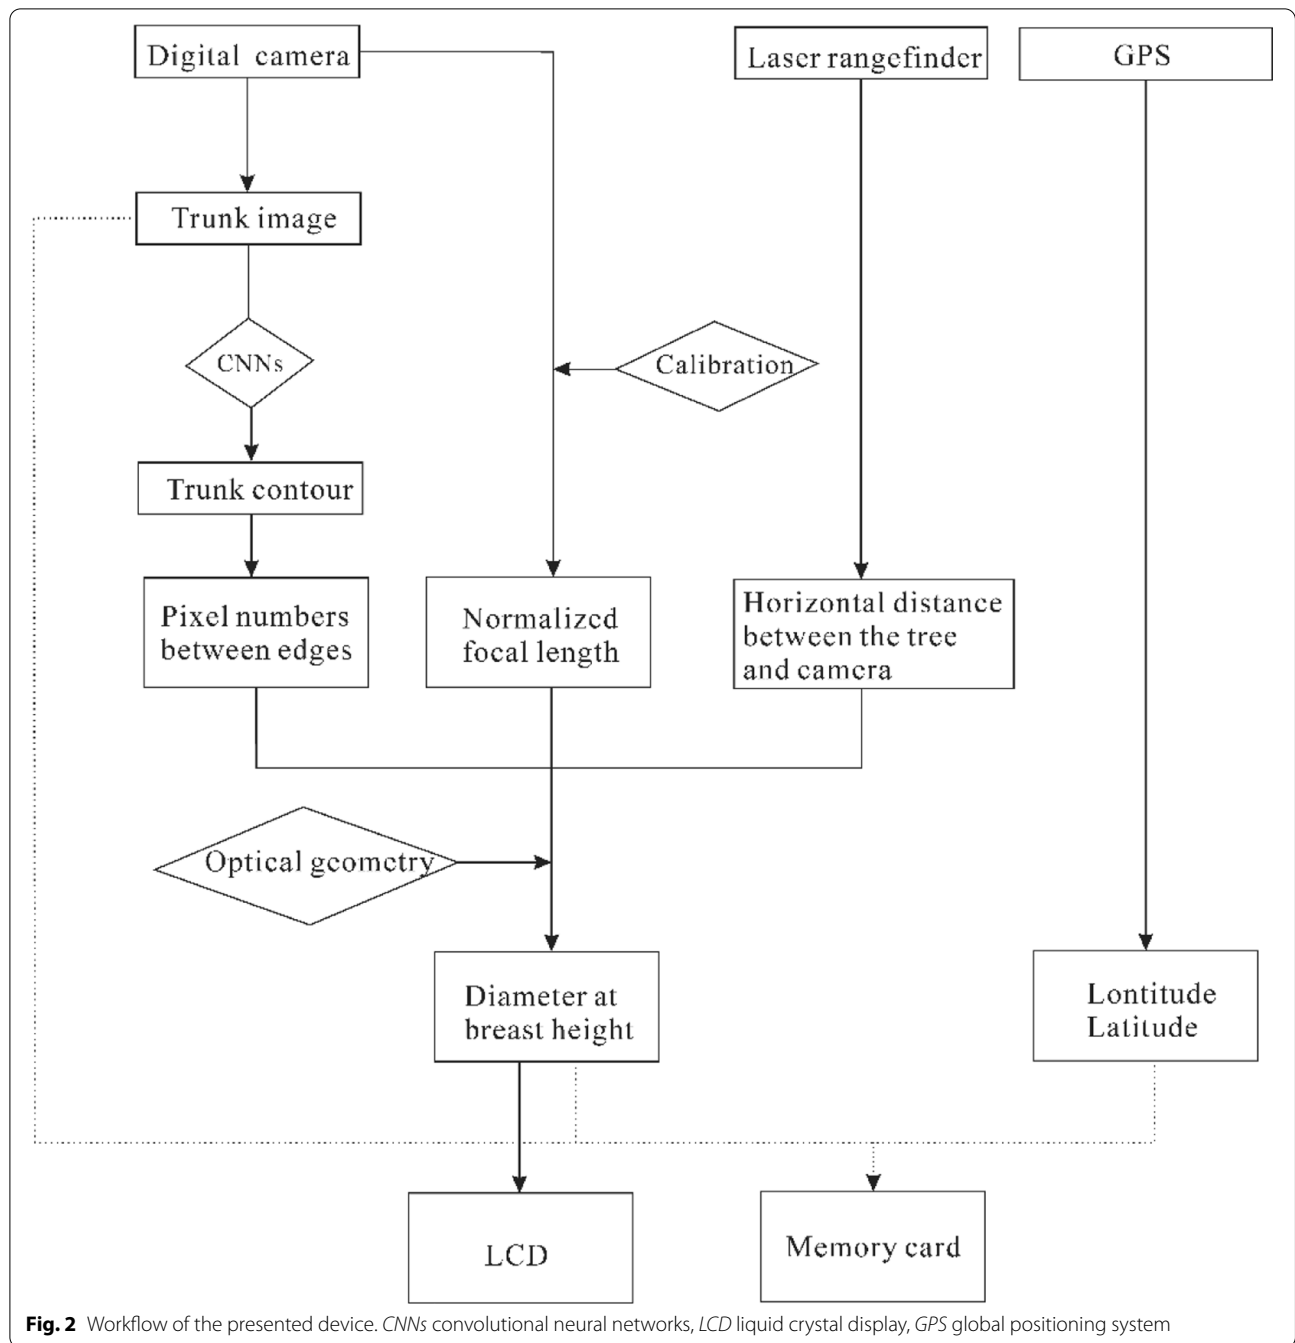 Digital camera
Laser rangefinder
GPS
Trunk image
CNNs
Calibration
Trunk contour
Pixel numbers
between edges
Normalized
focal length
Horizontal distance
between the tree
and camera
Optical geometry
Diameter at
breast height
Lontitude
Latitude
LCD
Memory card
Fig. 2 Workflow of the presented device. CNNs convolutional neural networks, LCD liquid crystal display, GPS global positioning system